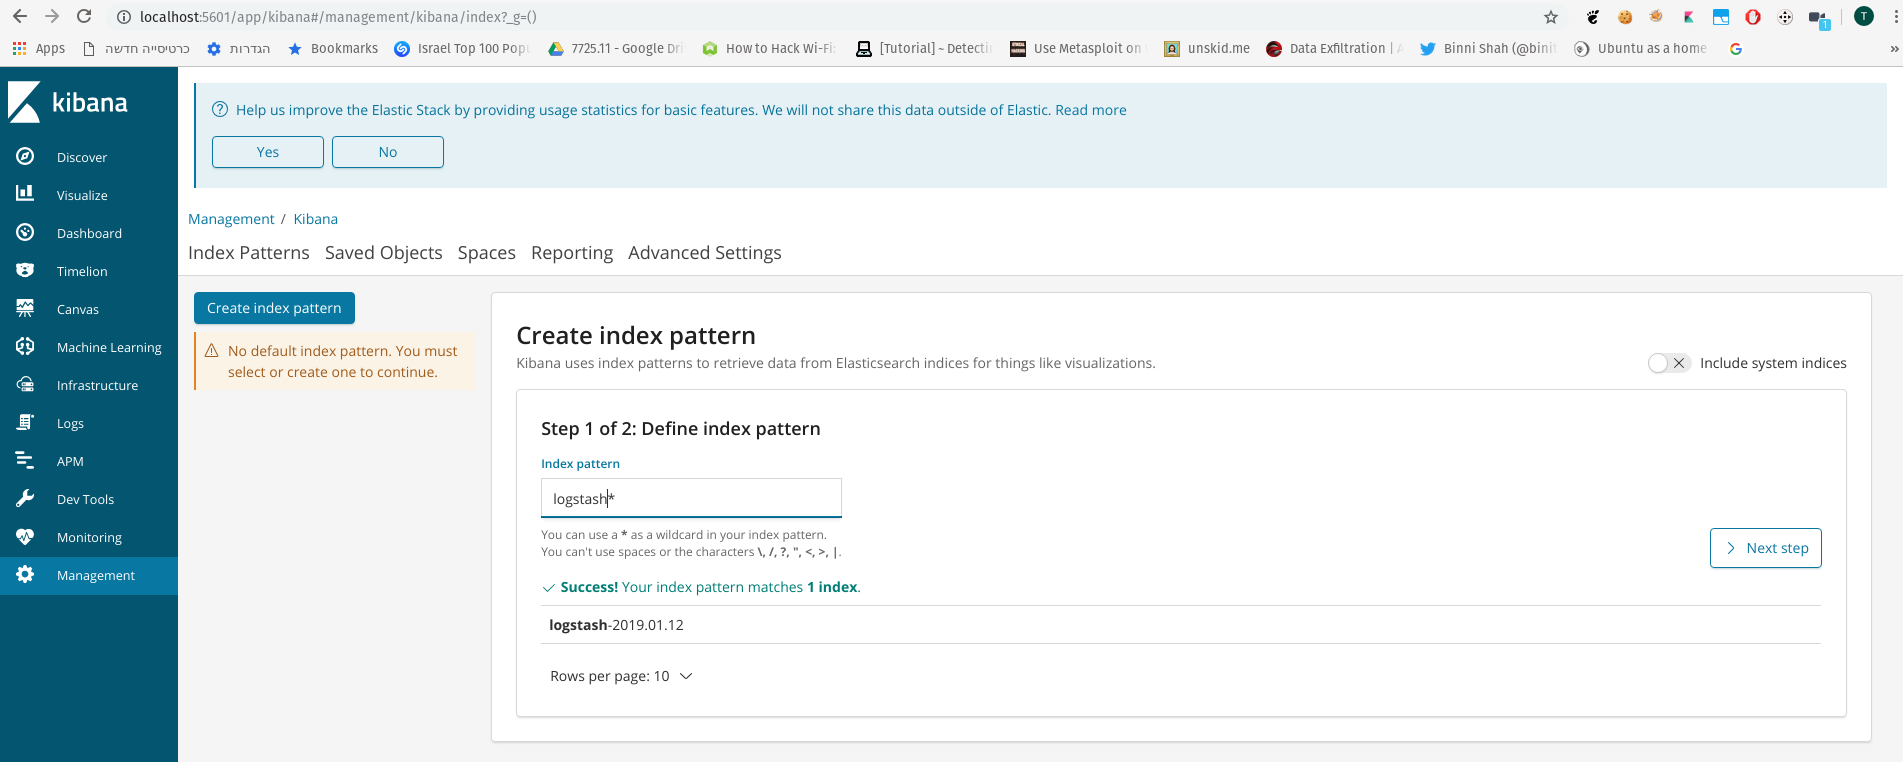 localhost:5601/app/kibana#/management/kibana/index?_g=()
1
T
Apps כרטיסייה חדשה הגדרות Bookmarks Israel Top 100 Pop 7725.11 - Google Dri How to Hack Wi-Fi: [Tutorial] ~ Detectin Use Metasploit on unskid.me Data Exfiltration | A Binni Shah (@binit Ubuntu as a home »
kibana
Discover
Visualize
Dashboard
Timelion
Canvas
Machine Learning
Infrastructure
Logs
APM
Dev Tools
Monitoring
Management
Help us improve the Elastic Stack by providing usage statistics for basic features. We will not share this data outside of Elastic. Read more
Yes No
Management / Kibana
Index Patterns Saved Objects Spaces Reporting Advanced Settings
Create index pattern
No default index pattern. You must
select or create one to continue.
Create index pattern
Kibana uses index patterns to retrieve data from Elasticsearch indices for things like visualizations.
Include system indices
Step 1 of 2: Define index pattern
Index pattern
logstash*
You can use a * as a wildcard in your index pattern.
You can't use spaces or the characters \, /, ?, ", <, >, |.
Next step
Success! Your index pattern matches 1 index.
logstash-2019.01.12
Rows per page: 10